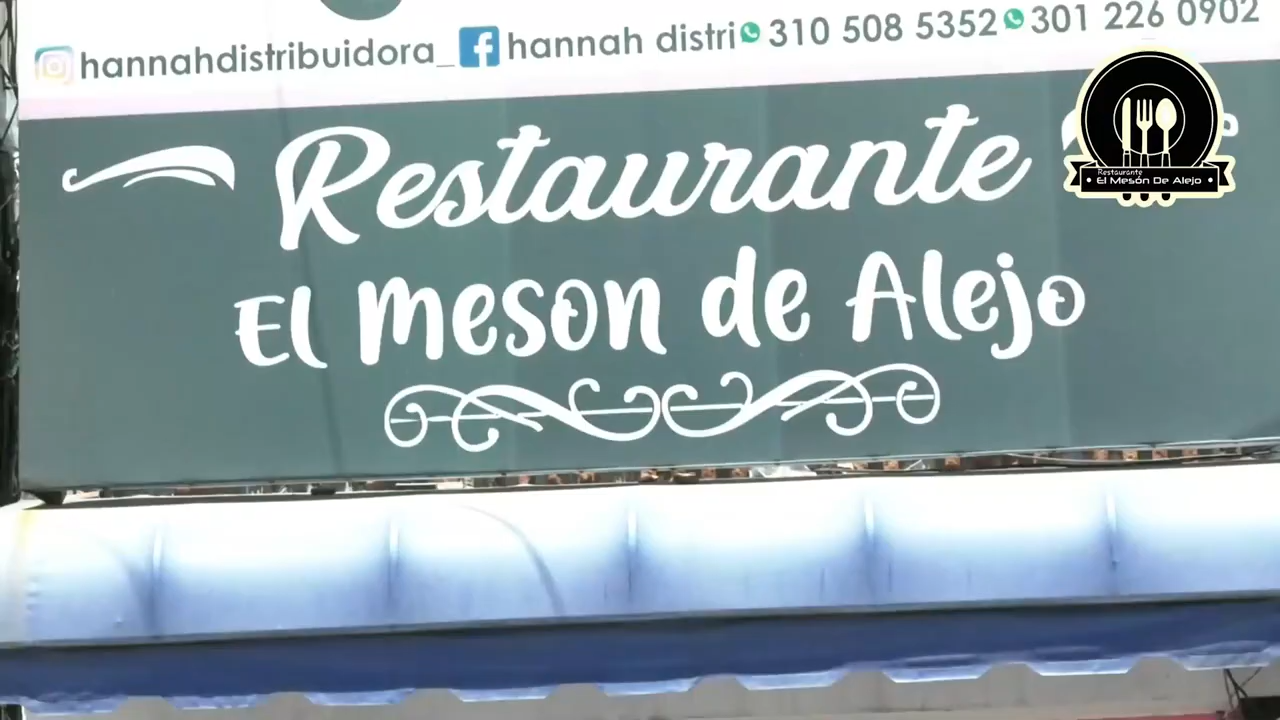 hannahdistribuidora_ hannah distri 310 508 5352 301 226 0902
Restaurante
El meson de Alejo
Restaurante
• El Mesón De Alejo •